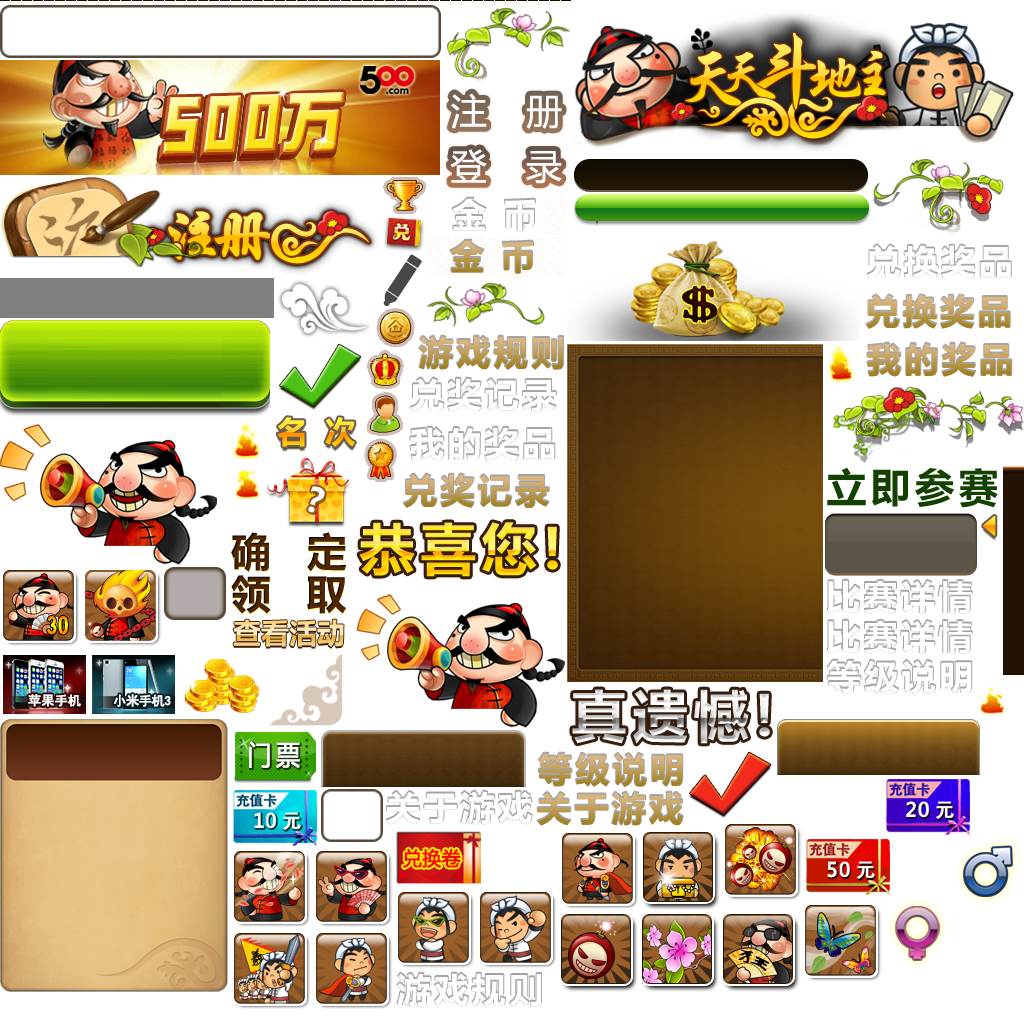 500.com
500万
注册
登录
天天斗地主
注册
兑
金币
金币
兑换奖品
兑换奖品
我的奖品
游戏规则
兑奖记录
我的奖品
兑奖记录
名次
?
$
立即参赛
恭喜您!
确定
领取
查看活动
30
比赛详情
比赛详情
等级说明
苹果手机
小米手机3
真遗憾!
门票
等级说明
关于游戏
关于游戏
充值卡
10 元
充值卡
20 元
兑换卷
充值卡
50 元
游戏规则